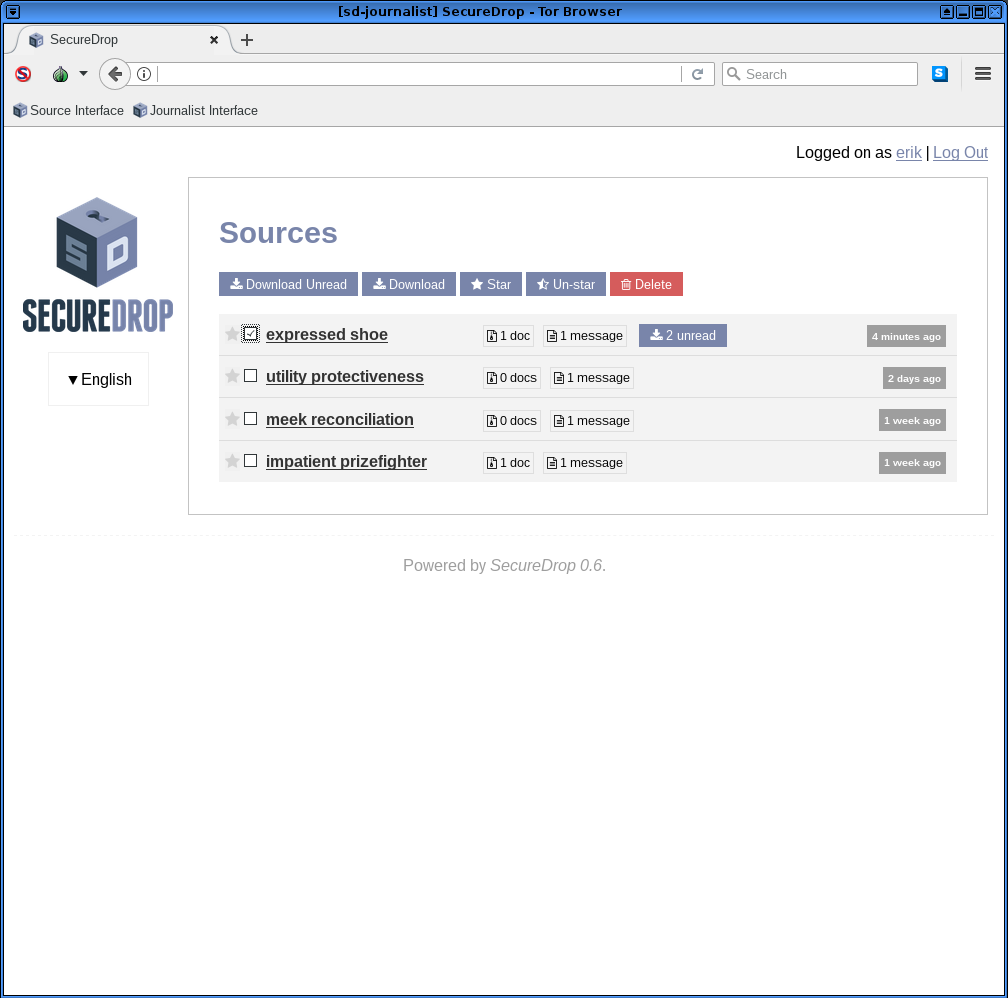 [sd-journalist] SecureDrop - Tor Browser
SecureDrop
Search
S
Source Interface Journalist Interface
Logged on as erik | Log Out
S D
SECUREDROP
▼English
Sources
Download Unread Download Star Un-star Delete
expressed shoe 1 doc 1 message 2 unread 4 minutes ago
utility protectiveness 0 docs 1 message 2 days ago
meek reconciliation 0 docs 1 message 1 week ago
impatient prizefighter 1 doc 1 message 1 week ago
Powered by SecureDrop 0.6.